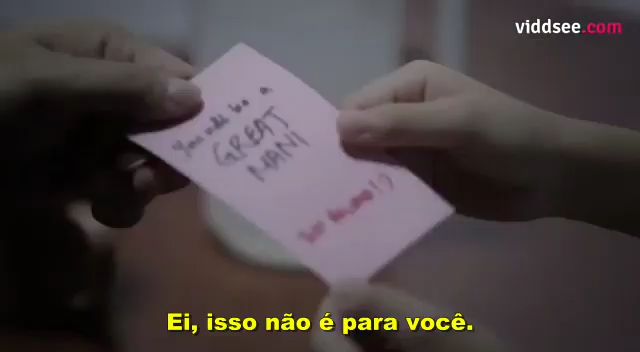 viddsee.com
You will be a
GREAT
MAN!
Ei, isso não é para você.